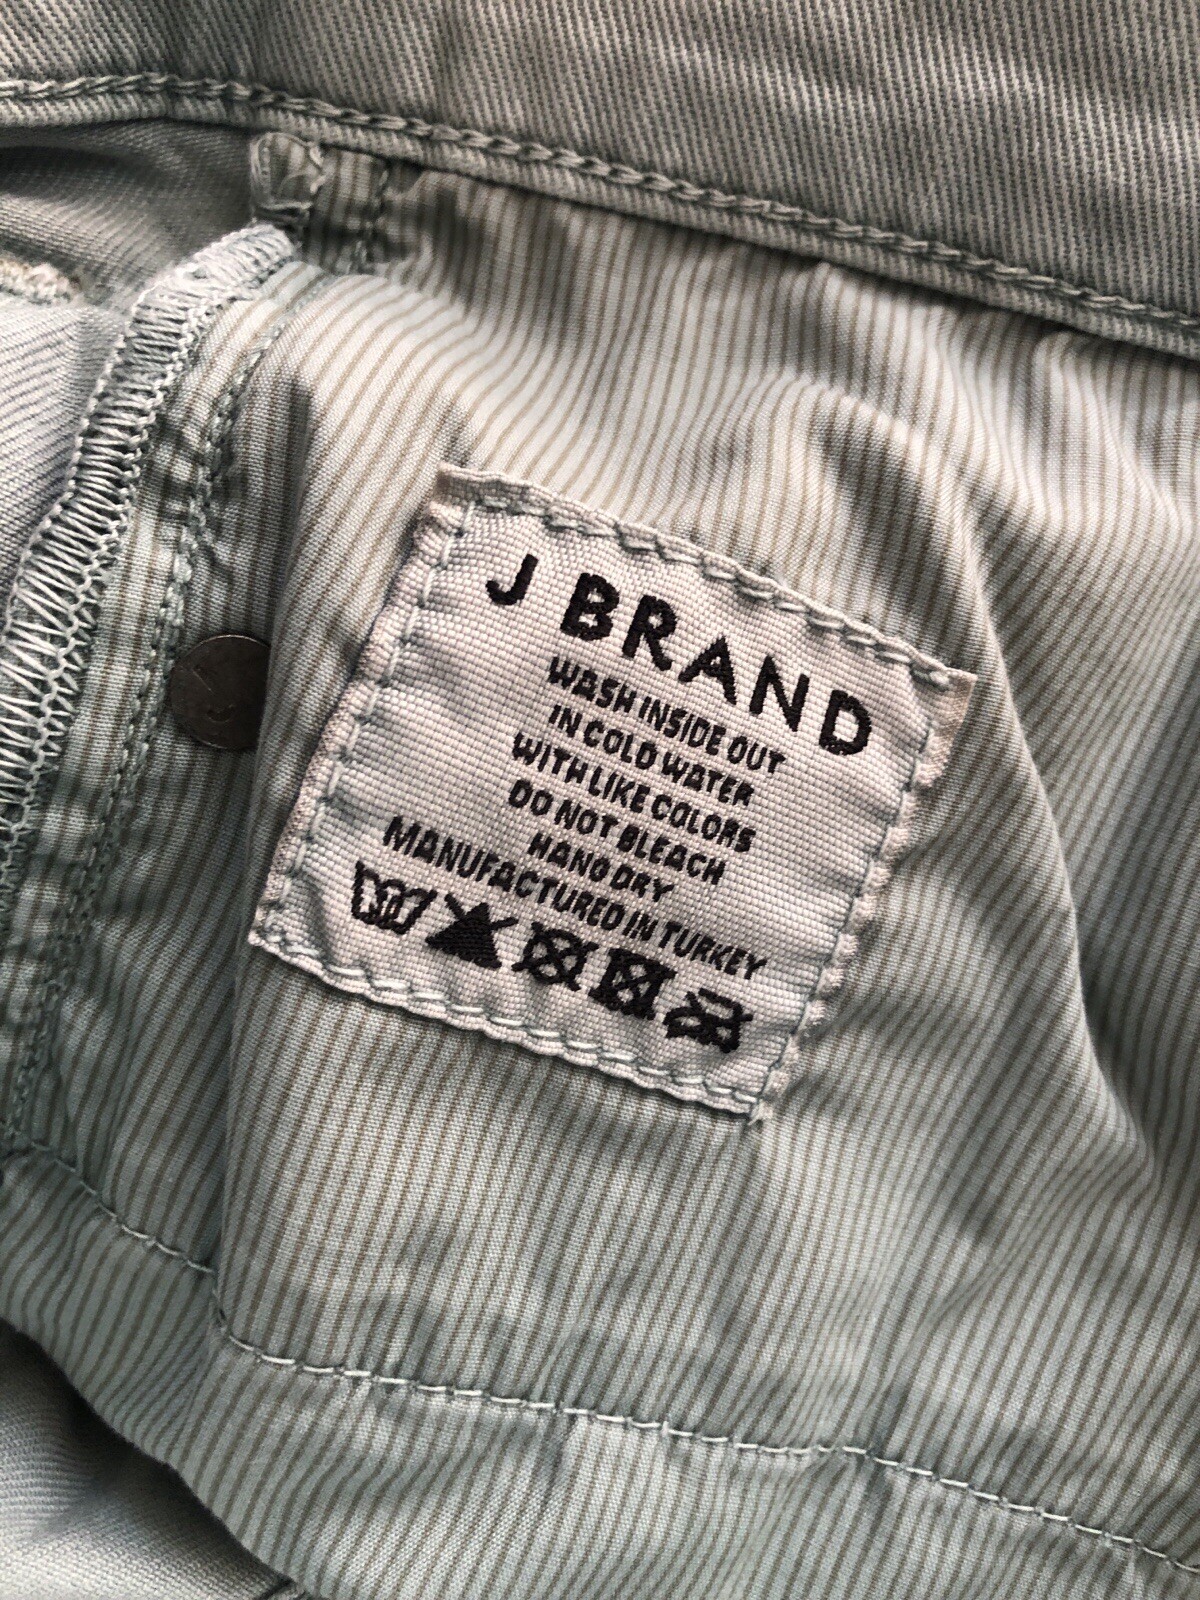 J BRAND
WASH INSIDE OUT
IN COLD WATER
WITH LIKE COLORS
DO NOT BLEACH
HANG DRY
MANUFACTURED IN TURKEY